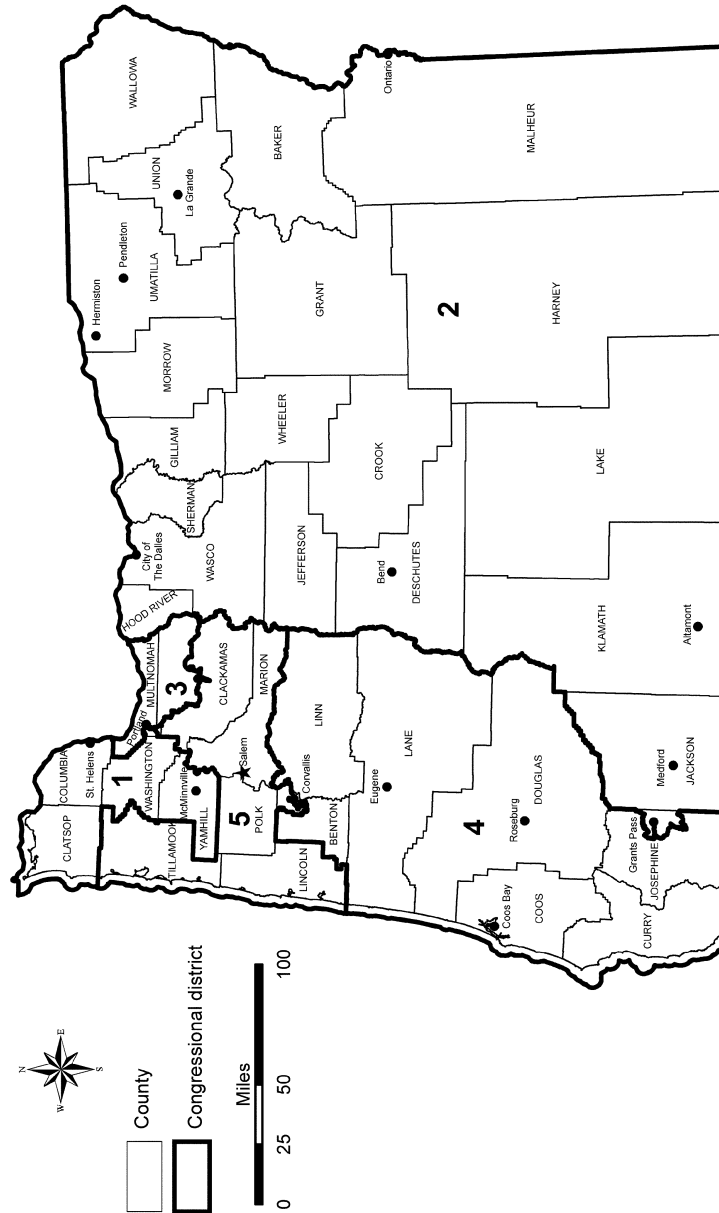 N
E
S
W
County
Congressional district
Miles
0
25
50
100
CLATSOP
COLUMBIA
St. Helens
TILLAMOOK
WASHINGTON
1
Portland
MULTNOMAH
3
HOOD RIVER
City of
The Dalles
WASCO
SHERMAN
GILLIAM
MORROW
Hermiston
Pendleton
UMATILLA
UNION
La Grande
WALLOWA
BAKER
YAMHILL
McMinnville
CLACKAMAS
MARION
Salem
5
POLK
LINCOLN
BENTON
Corvallis
LINN
JEFFERSON
WHEELER
GRANT
CROOK
Bend
DESCHUTES
LANE
Eugene
2
Ontario
MALHEUR
HARNEY
LAKE
KLAMATH
Altamont
DOUGLAS
Roseburg
4
Coos Bay
COOS
CURRY
Grants Pass
JOSEPHINE
Medford
JACKSON